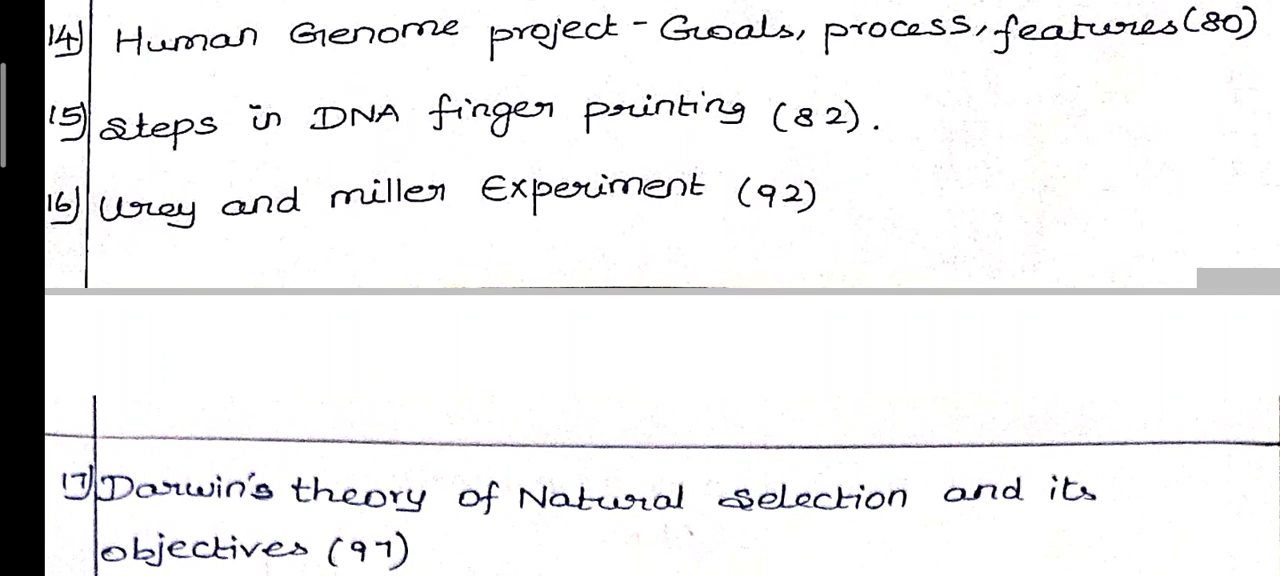 14) Human Genome project - Goals, process, features (80)
15) Steps in DNA finger printing (82).
16) Urey and miller Experiment (92)
17) Darwin's theory of Natural Selection and its
objectives (97)